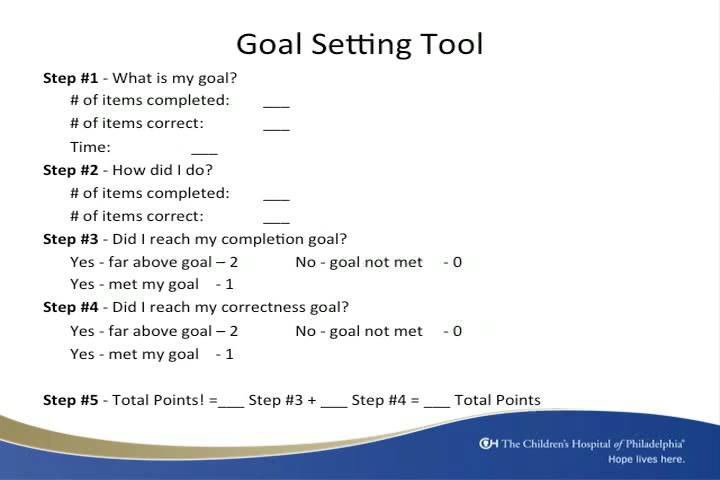 Goal Setting Tool
Step #1 - What is my goal?
# of items completed: ___
# of items correct: ___
Time: ___
Step #2 - How did I do?
# of items completed: ___
# of items correct: ___
Step #3 - Did I reach my completion goal?
Yes - far above goal – 2 No - goal not met - 0
Yes - met my goal - 1
Step #4 - Did I reach my correctness goal?
Yes - far above goal – 2 No - goal not met - 0
Yes - met my goal - 1
Step #5 - Total Points! =___ Step #3 + ___ Step #4 = ___ Total Points
CH The Children's Hospital of Philadelphia®
Hope lives here.